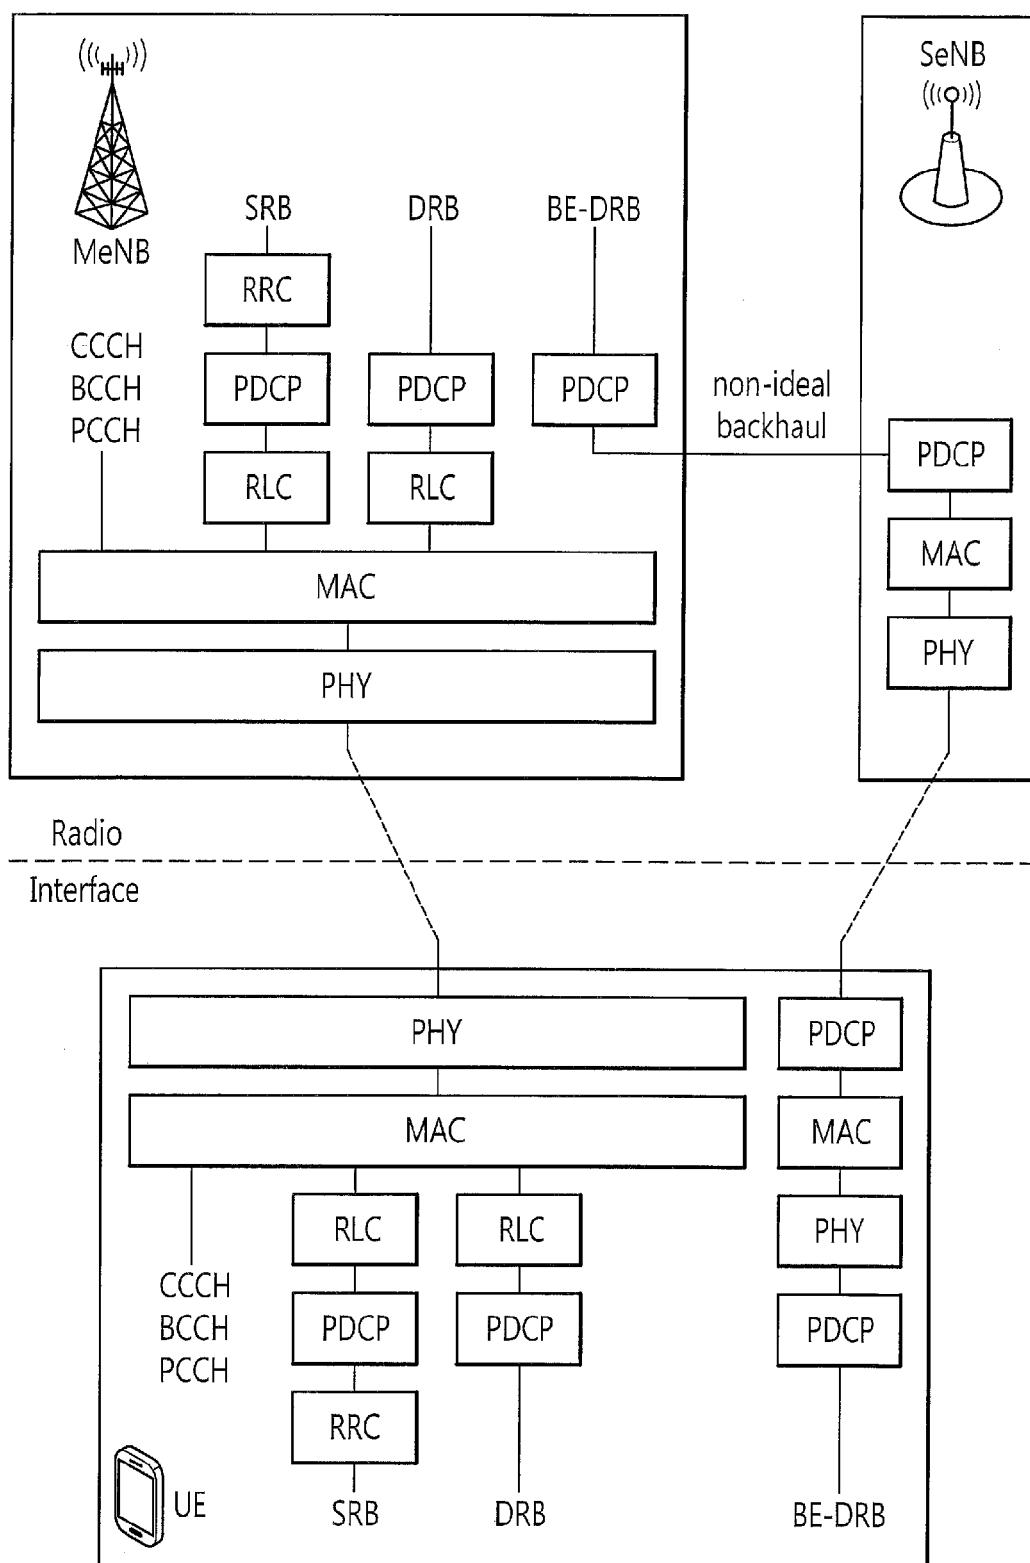 MeNB
SRB
DRB
BE-DRB
RRC
CCCH
BCCH
PCCH
PDCP
PDCP
PDCP
RLC
RLC
MAC
PHY
non-ideal
backhaul
SeNB
PDCP
MAC
PHY
Radio
Interface
PHY
MAC
RLC
RLC
CCCH
BCCH
PCCH
PDCP
PDCP
RRC
UE
SRB
DRB
PDCP
MAC
PHY
PDCP
BE-DRB